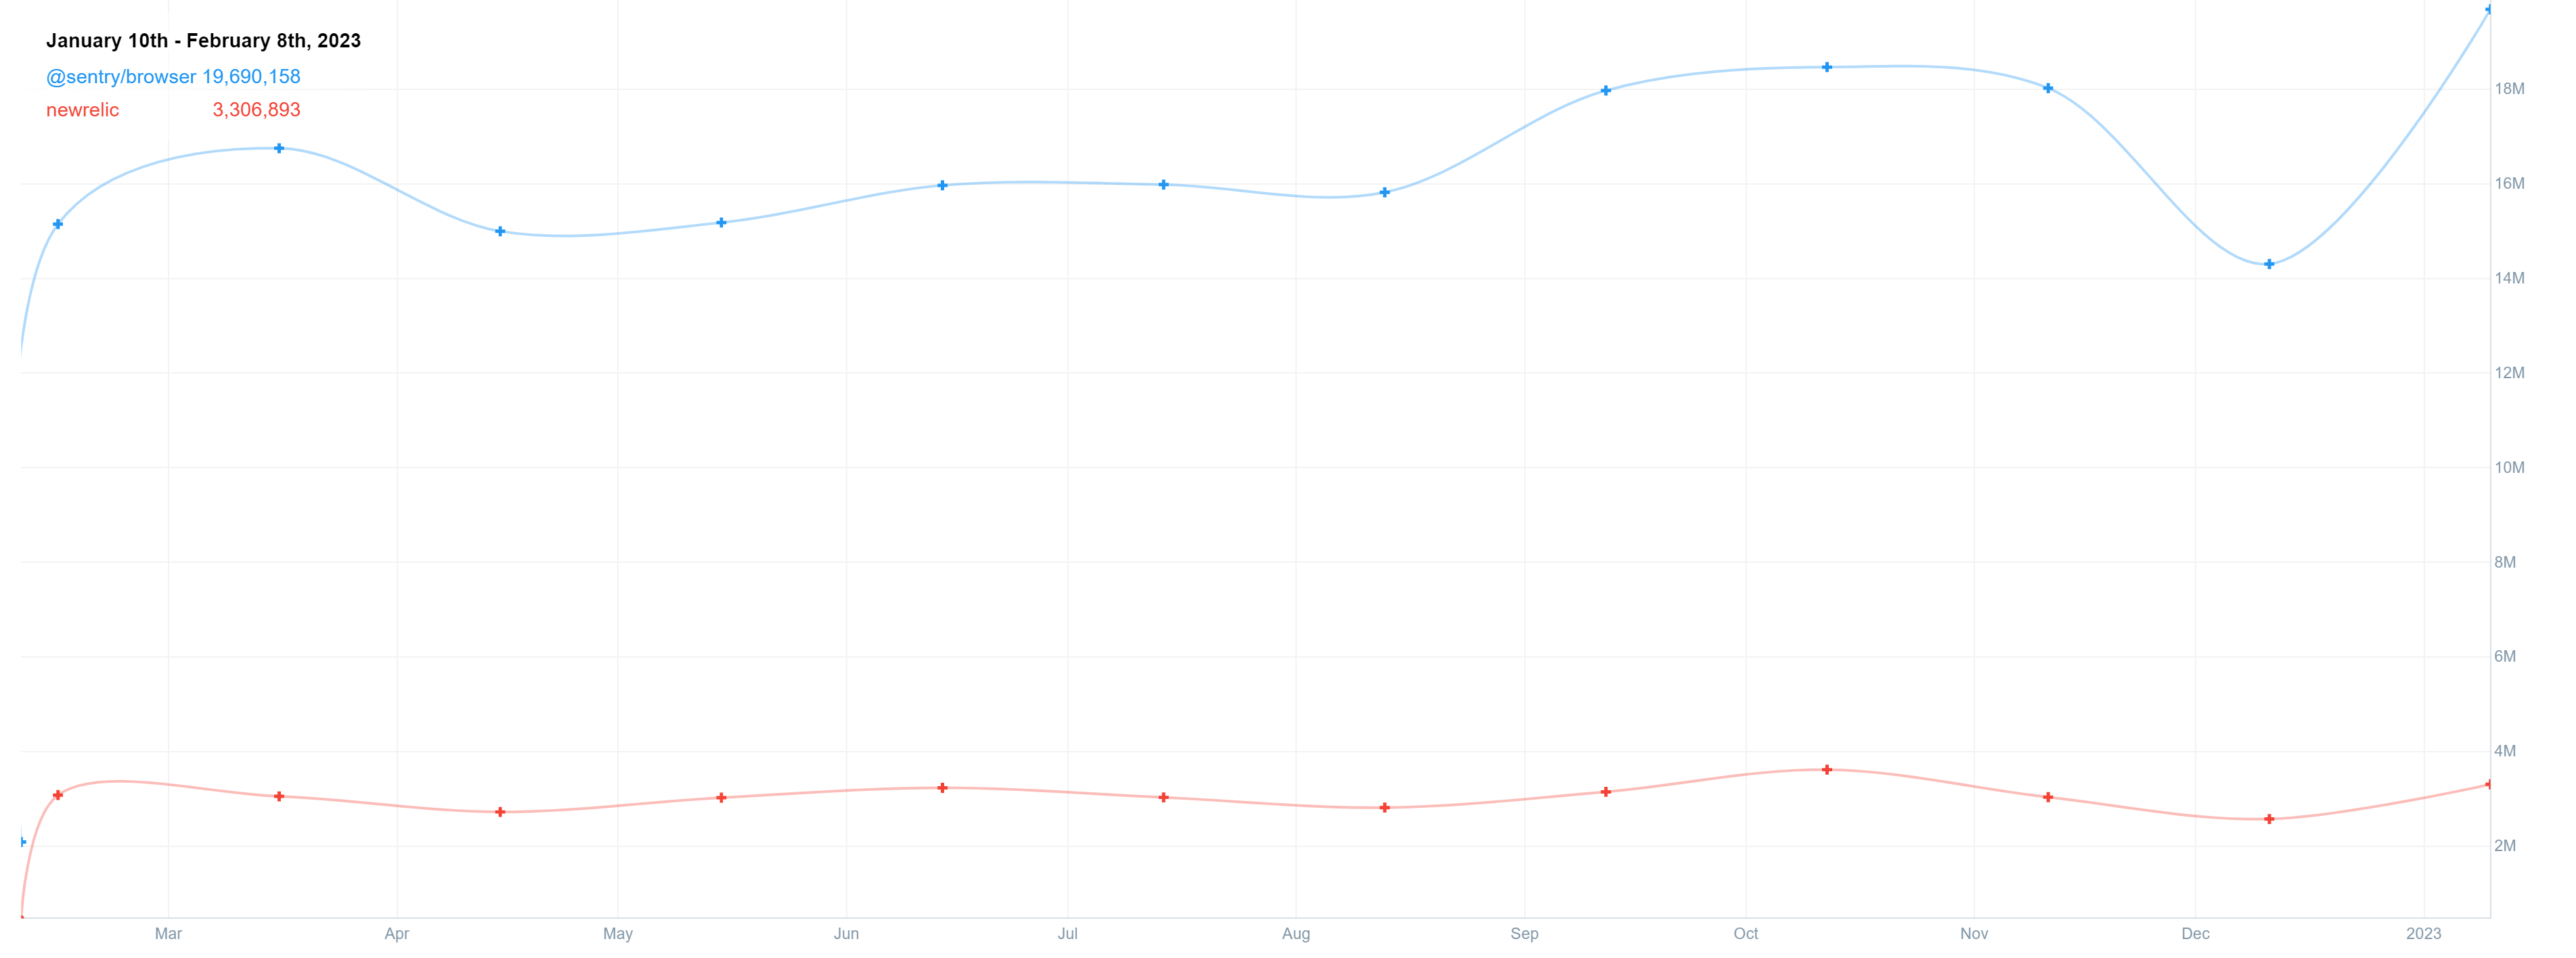 January 10th - February 8th, 2023
@sentry/browser 19,690,158
newrelic 3,306,893
18M
16M
14M
12M
10M
8M
6M
4M
2M
Mar Apr May Jun Jul Aug Sep Oct Nov Dec 2023